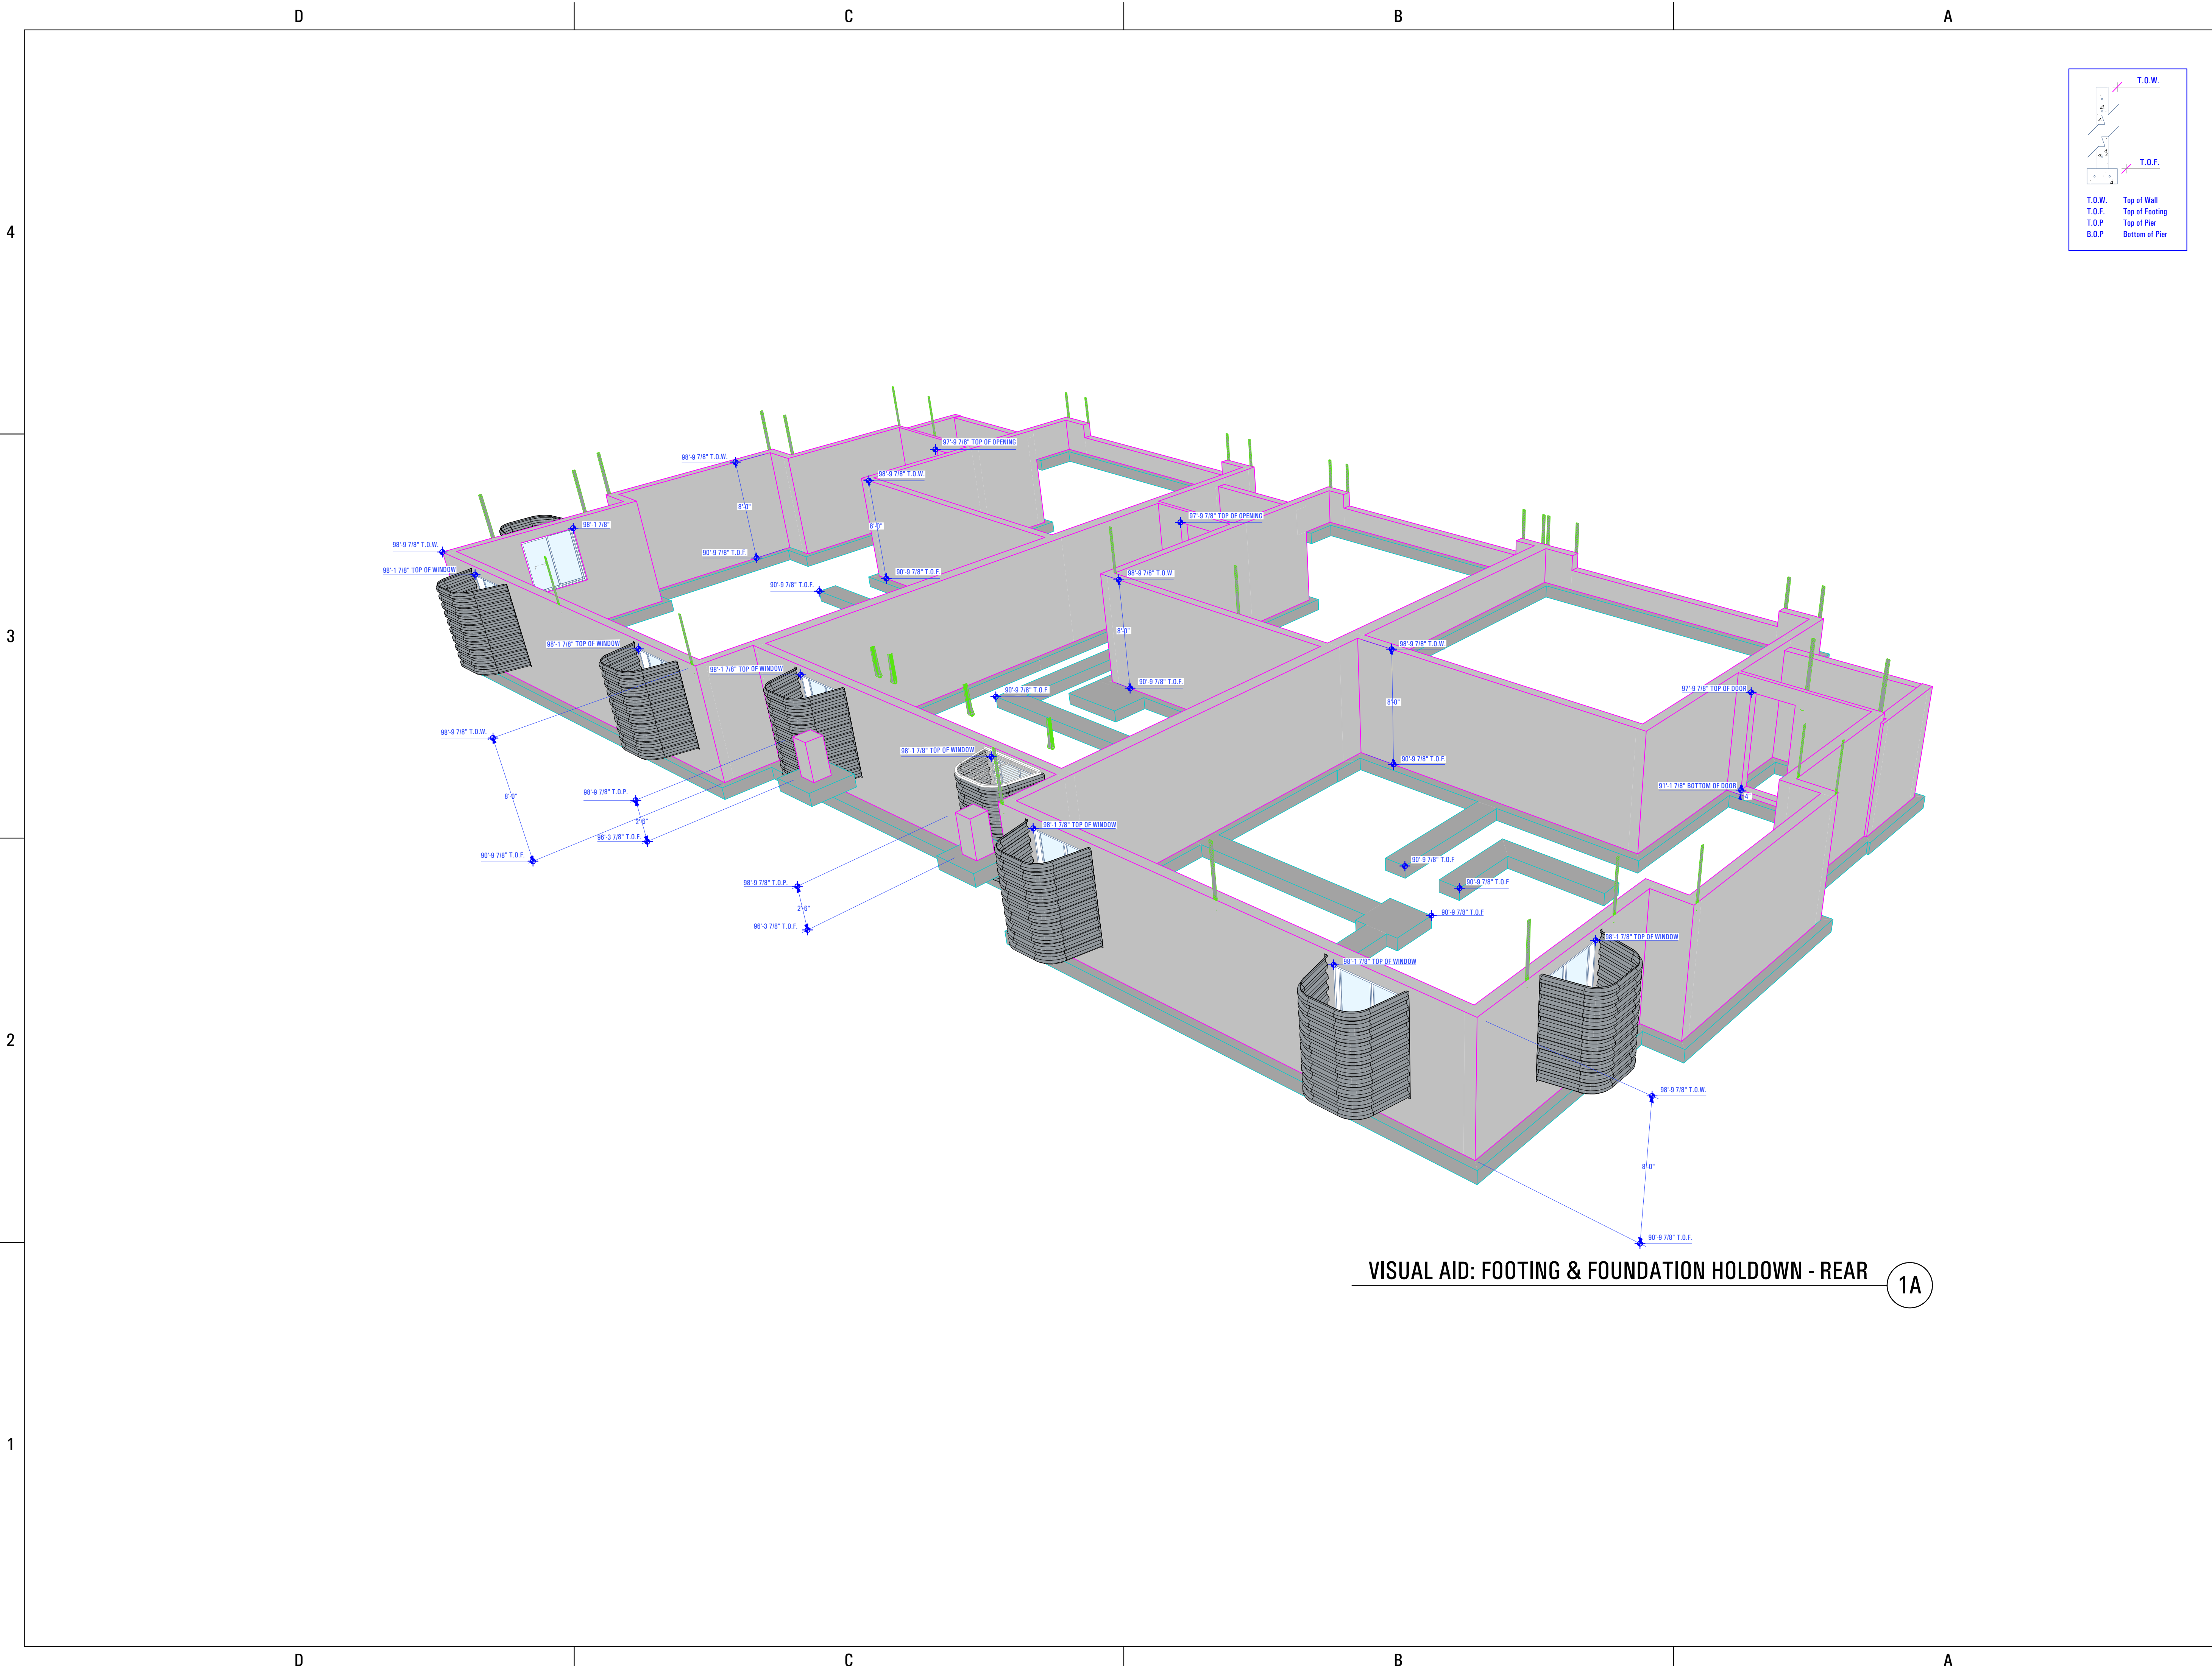 D C B A
T.O.W.
4
T.O.F.
T.O.W. Top of Wall
T.O.F. Top of Footing
T.O.P Top of Pier
B.O.P Bottom of Pier
97'-9 7/8" TOP OF OPENING
98'-9 7/8" T.O.W.
98'-9 7/8" T.O.W.
8'-0"
97'-9 7/8" TOP OF OPENING
98'-1 7/8"
8'-0"
98'-9 7/8" T.O.W.
90'-9 7/8" T.O.F.
98'-1 7/8" TOP OF WINDOW
90'-9 7/8" T.O.F.
98'-9 7/8" T.O.W.
90'-9 7/8" T.O.F.
8'-0"
3
98'-1 7/8" TOP OF WINDOW
98'-9 7/8" T.O.W.
98'-1 7/8" TOP OF WINDOW
90'-9 7/8" T.O.F.
90'-9 7/8" T.O.F
97'-9 7/8" TOP OF DOOR
8'-0"
98'-9 7/8" T.O.W.
98'-1 7/8" TOP OF WINDOW
90'-9 7/8" T.O.F.
91'-1 7/8" BOTTOM OF DOOR
4"
98'-9 7/8" T.O.P.
8'-0"
2'-6"
98'-1 7/8" TOP OF WINDOW
96'-3 7/8" T.O.F.
90'-9 7/8" T.O.F.
90'-9 7/8" T.O.F
98'-9 7/8" T.O.P.
90'-9 7/8" T.O.F
2'-6"
90'-9 7/8" T.O.F
96'-3 7/8" T.O.F.
98'-1 7/8" TOP OF WINDOW
98'-1 7/8" TOP OF WINDOW
2
98'-9 7/8" T.O.W.
8'-0"
90'-9 7/8" T.O.F.
VISUAL AID: FOOTING & FOUNDATION HOLDOWN - REAR
1A
1
D C B A